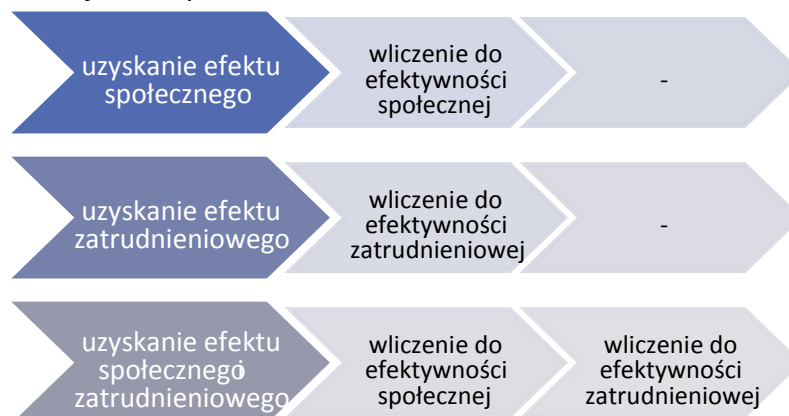 uzyskanie efektu
społecznego
wliczenie do
efektywności
społecznej
-
uzyskanie efektu
zatrudnieniowego
wliczenie do
efektywności
zatrudnieniowej
-
uzyskanie efektu
społecznego i
zatrudnieniowego
wliczenie do
efektywności
społecznej
wliczenie do
efektywności
zatrudnieniowej